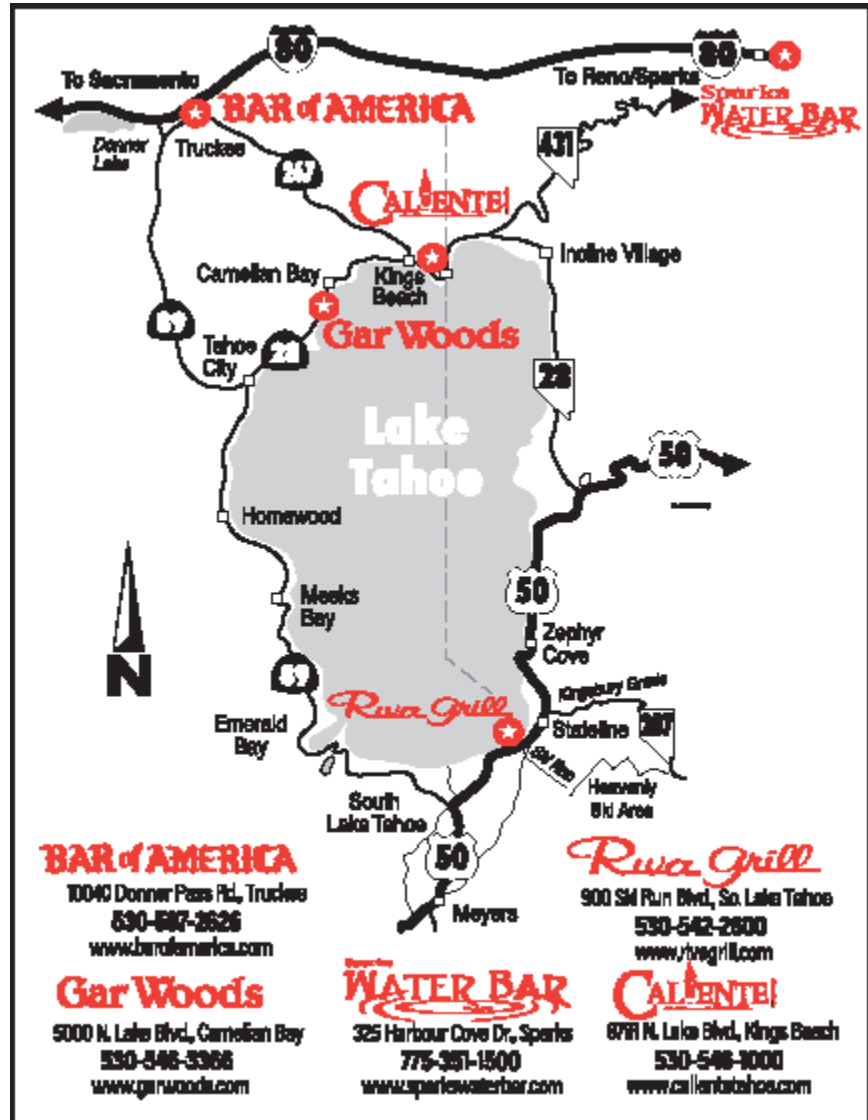 80
80
To Sacramento
To Reno/Sparks
BAR of AMERICA
Sparks
WATER BAR
Donner
Lake
Truckee
267
431
CALIENTE!
Carnelian Bay
Kings
Beach
Incline Village
Gar Woods
Tahoe
City
28
28
Lake
Tahoe
50
Homewood
Meeks
Bay
50
Zephyr
Cove
N
89
Kingsbury Grade
Riva Grill
Stateline
207
Emerald
Bay
Ski Run
Heavenly
Ski Area
South
Lake Tahoe
50
Meyers
BAR of AMERICA
10040 Donner Pass Rd., Truckee
530-587-2626
www.barofamerica.com
Riva Grill
900 Ski Run Blvd., So. Lake Tahoe
530-542-2600
www.rivagrill.com
Gar Woods
5000 N. Lake Blvd., Carnelian Bay
530-546-3366
www.garwoods.com
Sparks
WATER BAR
325 Harbour Cove Dr., Sparks
775-351-1500
www.sparkswaterbar.com
CALIENTE!
8791 N. Lake Blvd., Kings Beach
530-546-1000
www.calientetahoe.com